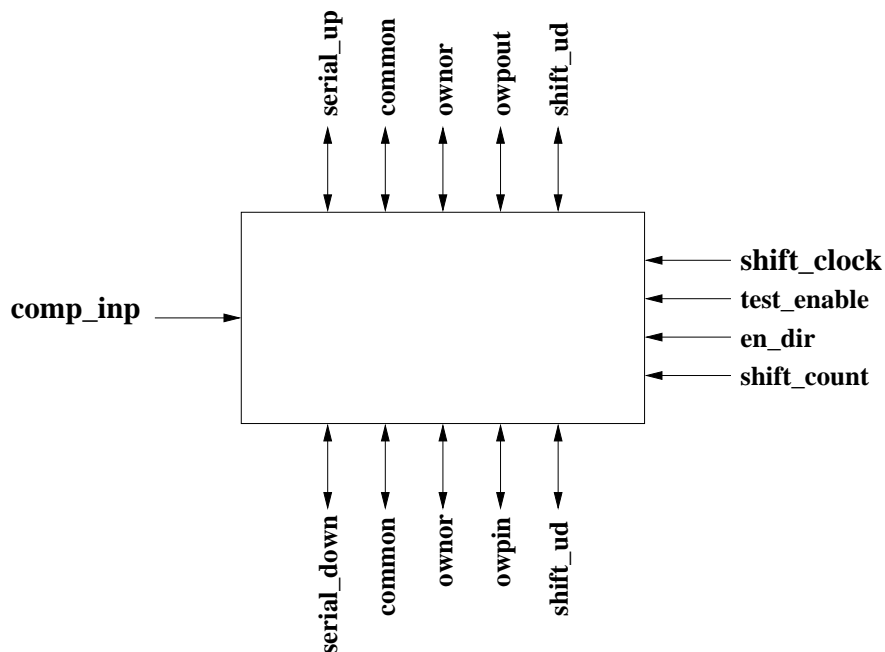 serial_up
common
ownor
owpout
shift_ud
shift_clock
test_enable
comp_inp
en_dir
shift_count
serial_down
common
ownor
owpin
shift_ud